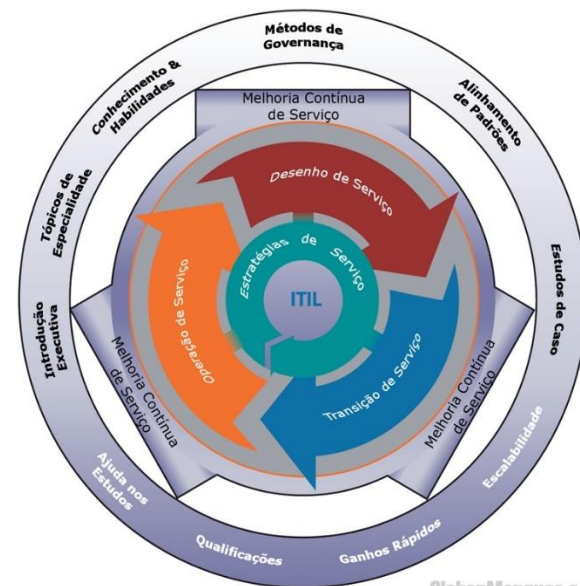 Métodos de
Governança
Conhecimento &
Habilidades
Alinhamento
de Padrões
Tópicos de
Especialidade
Estudos de Caso
Introdução
Executiva
Escalabilidade
Ajuda nos
Estudos
Qualificações
Ganhos Rápidos
Melhoria Contínua
de Serviço
Melhoria Contínua
de Serviço
Melhoria Contínua
de Serviço
Desenho de Serviço
Operação de Serviço
Transição de Serviço
Estratégias de Serviço
ITIL